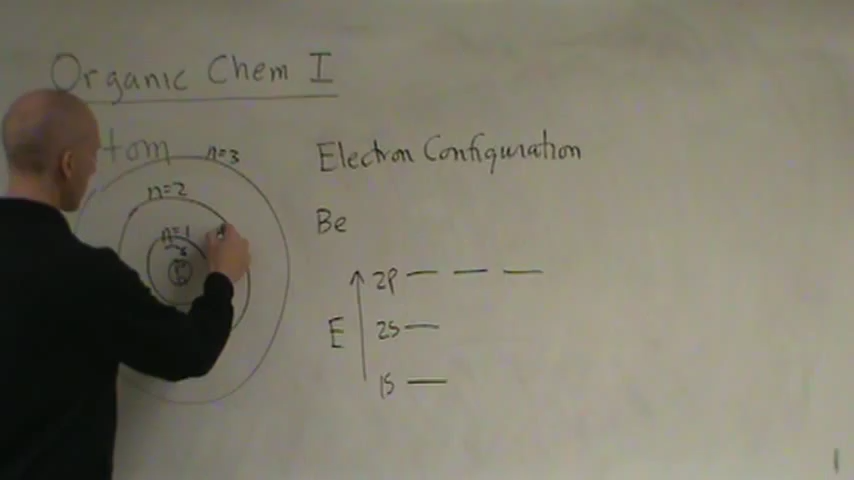 Organic Chem I
tom
n=3
n=2
n=1
Electron Configuration
Be
E
2p
2s
1s